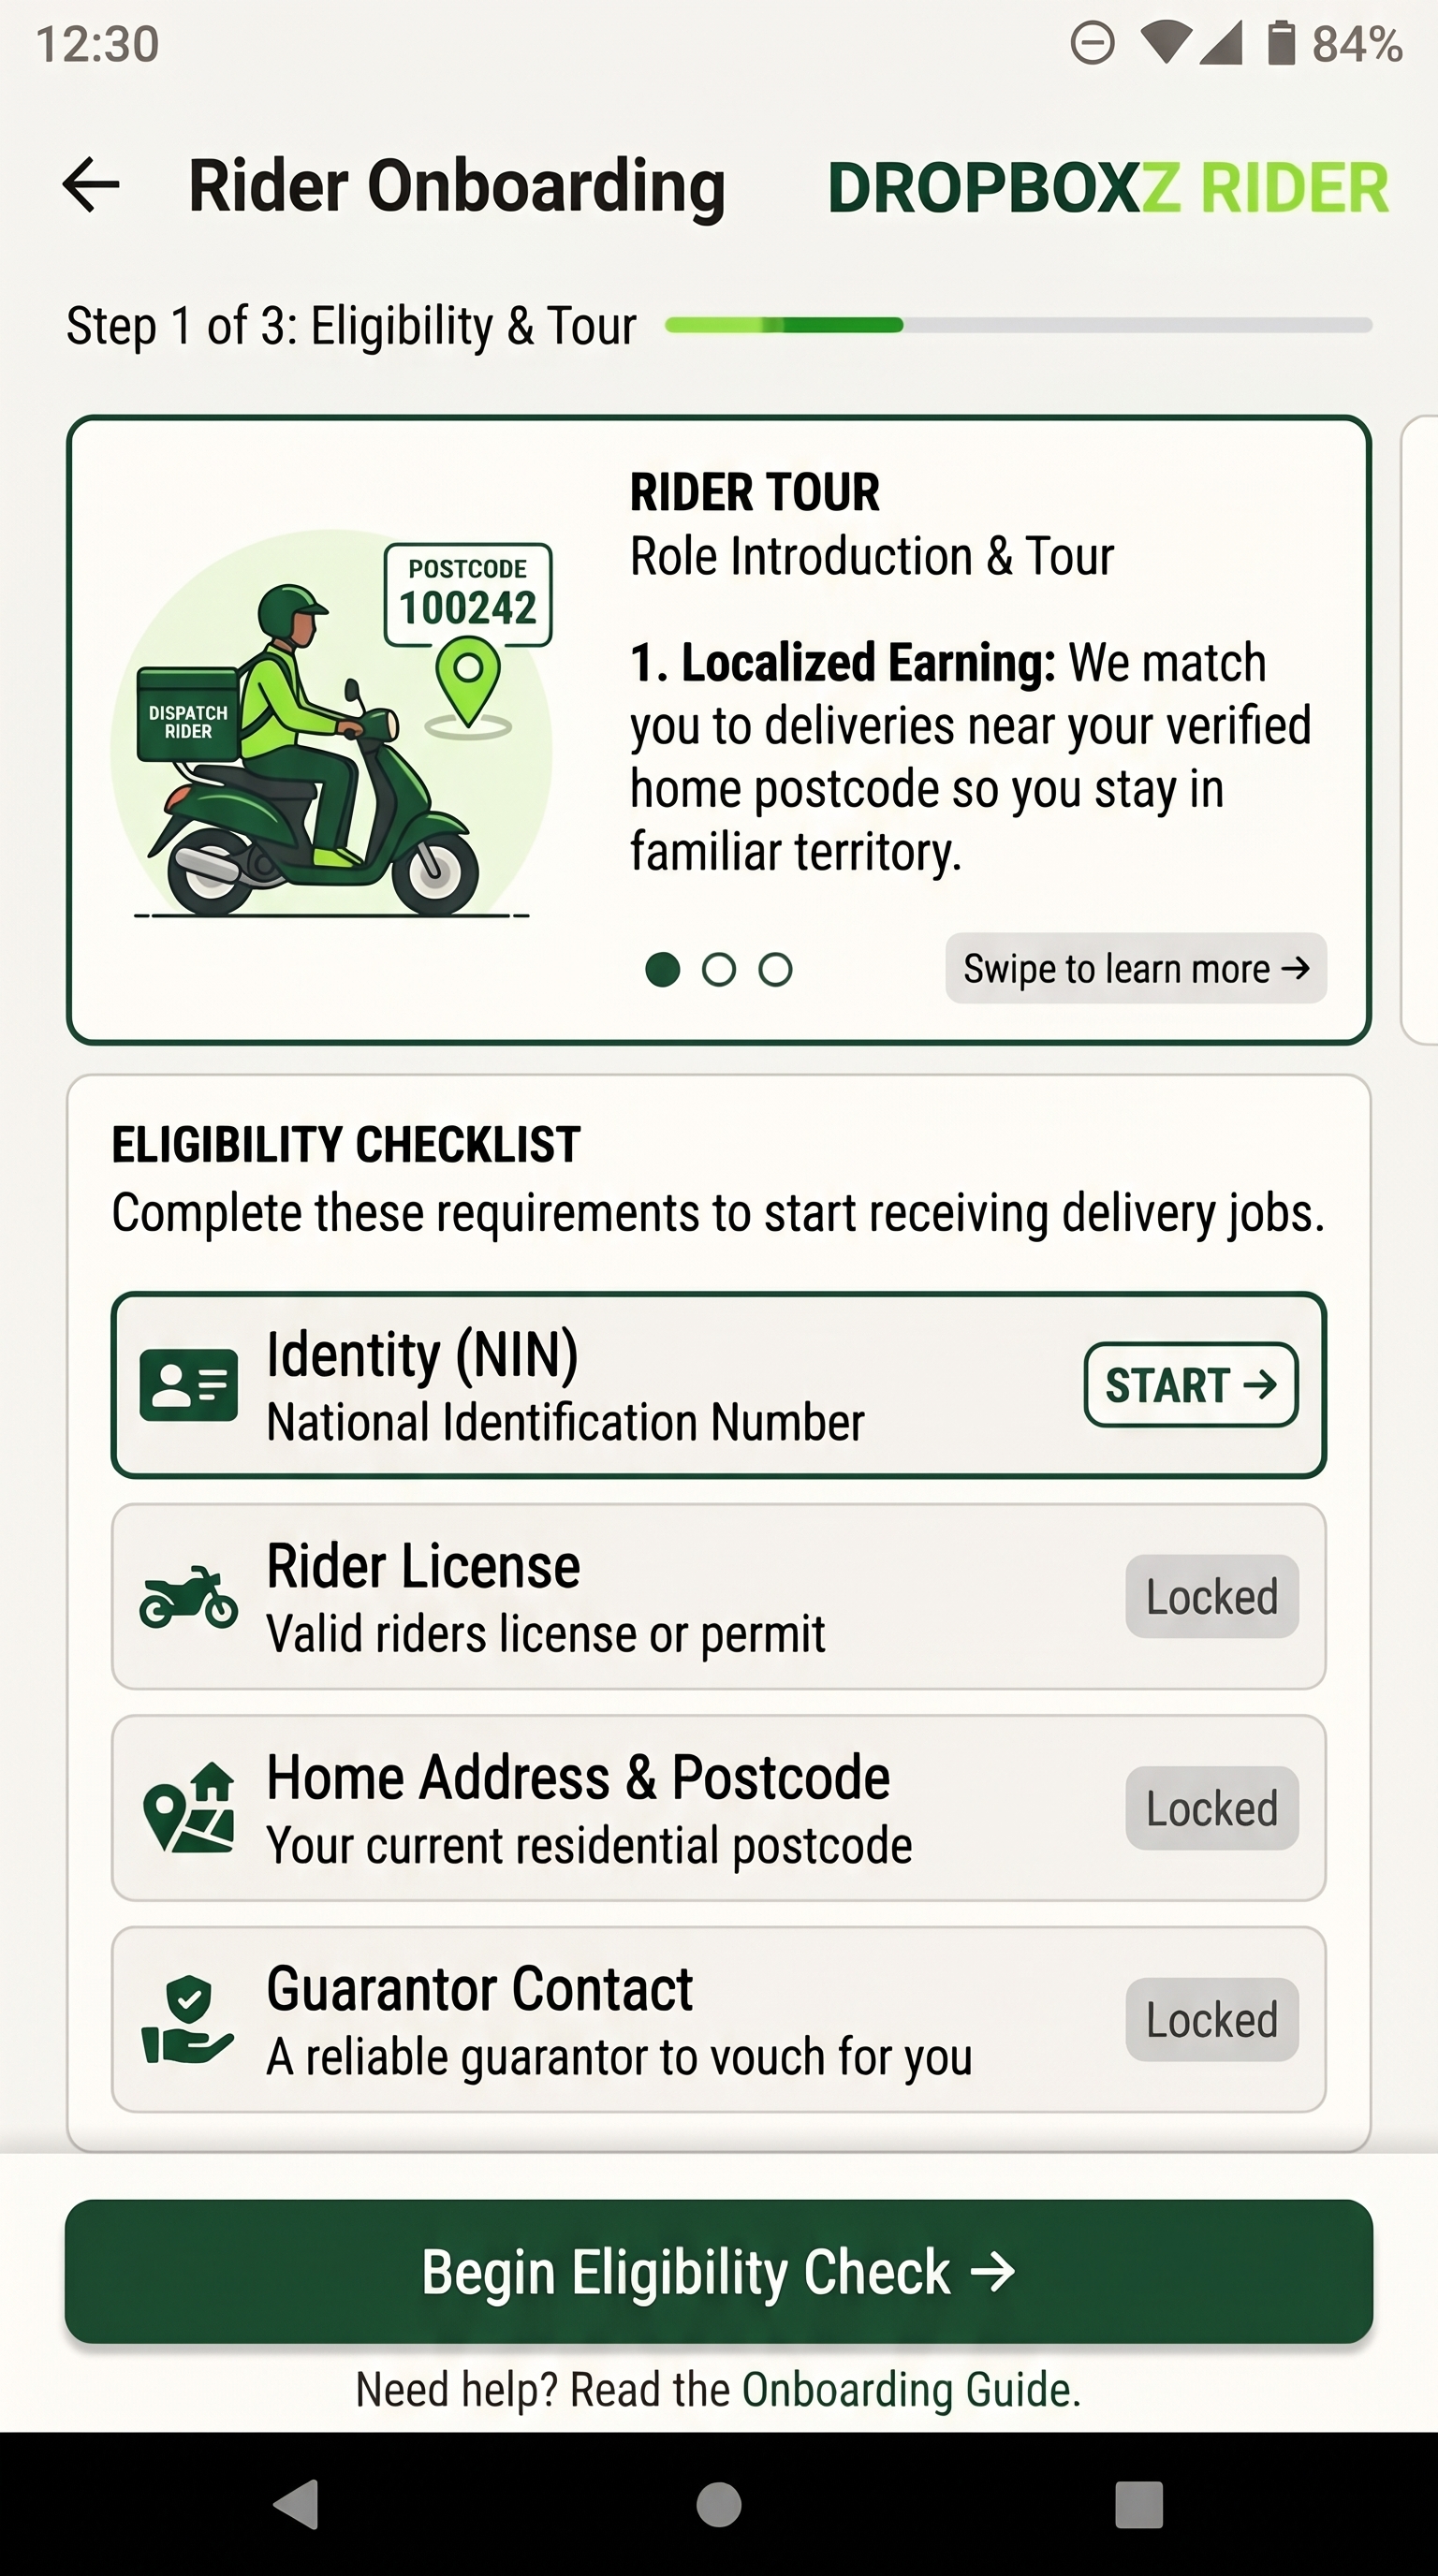 12:30
84%
Rider Onboarding
DROPBOXZ RIDER
Step 1 of 3: Eligibility & Tour
POSTCODE
100242
DISPATCH
RIDER
RIDER TOUR
Role Introduction & Tour
1. Localized Earning: We match
you to deliveries near your verified
home postcode so you stay in
familiar territory.
Swipe to learn more →
ELIGIBILITY CHECKLIST
Complete these requirements to start receiving delivery jobs.
Identity (NIN)
National Identification Number
START →
Rider License
Valid riders license or permit
Locked
Home Address & Postcode
Your current residential postcode
Locked
Guarantor Contact
A reliable guarantor to vouch for you
Locked
Begin Eligibility Check →
Need help? Read the Onboarding Guide.